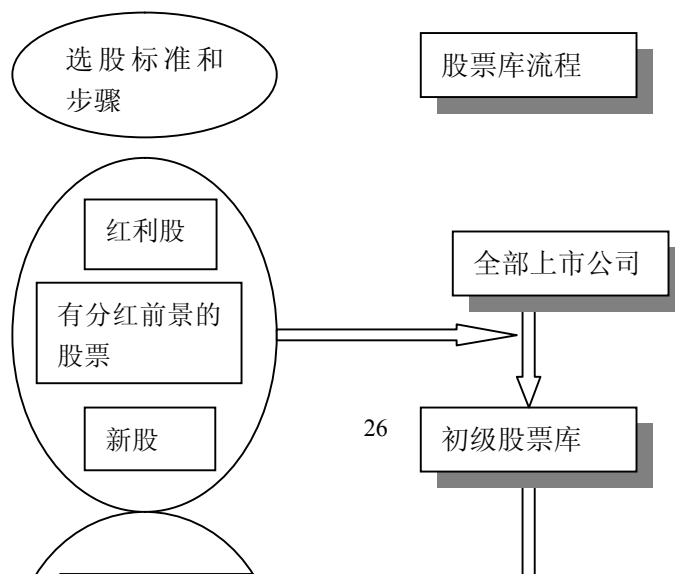 选股标准和
步骤
股票库流程
红利股
全部上市公司
有分红前景的
股票
新股
26
初级股票库